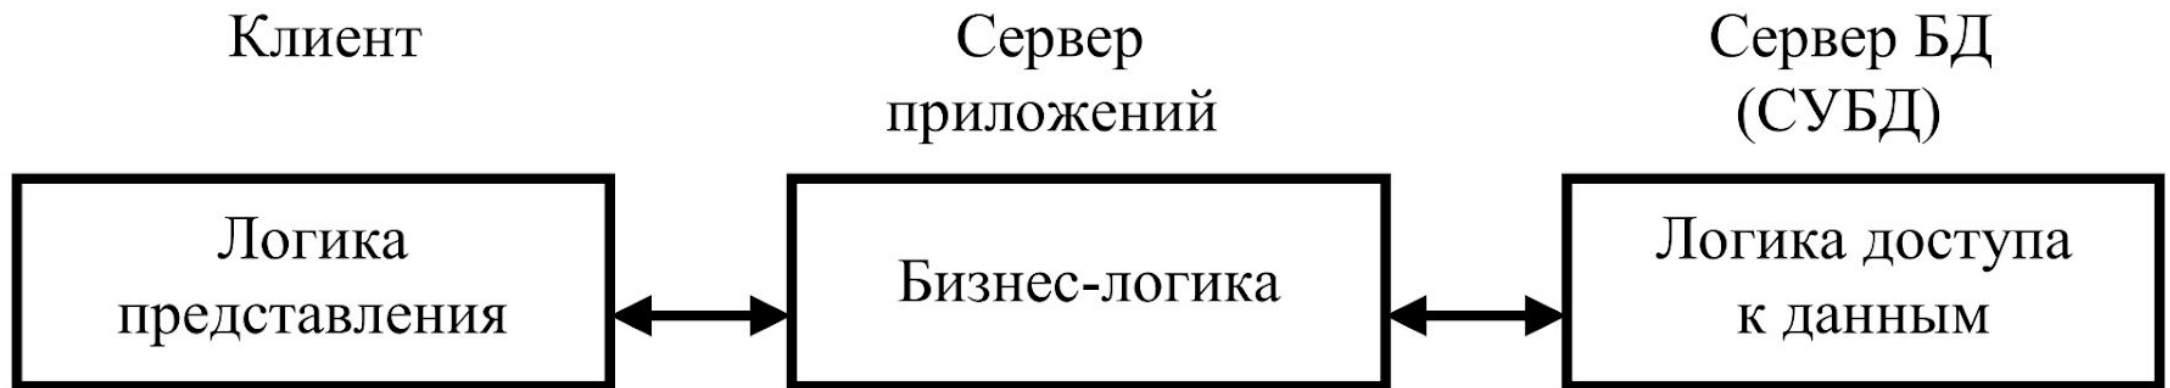 Клиент
Сервер
приложений
Сервер БД
(СУБД)
Логика
представления
Бизнес-логика
Логика доступа
к данным